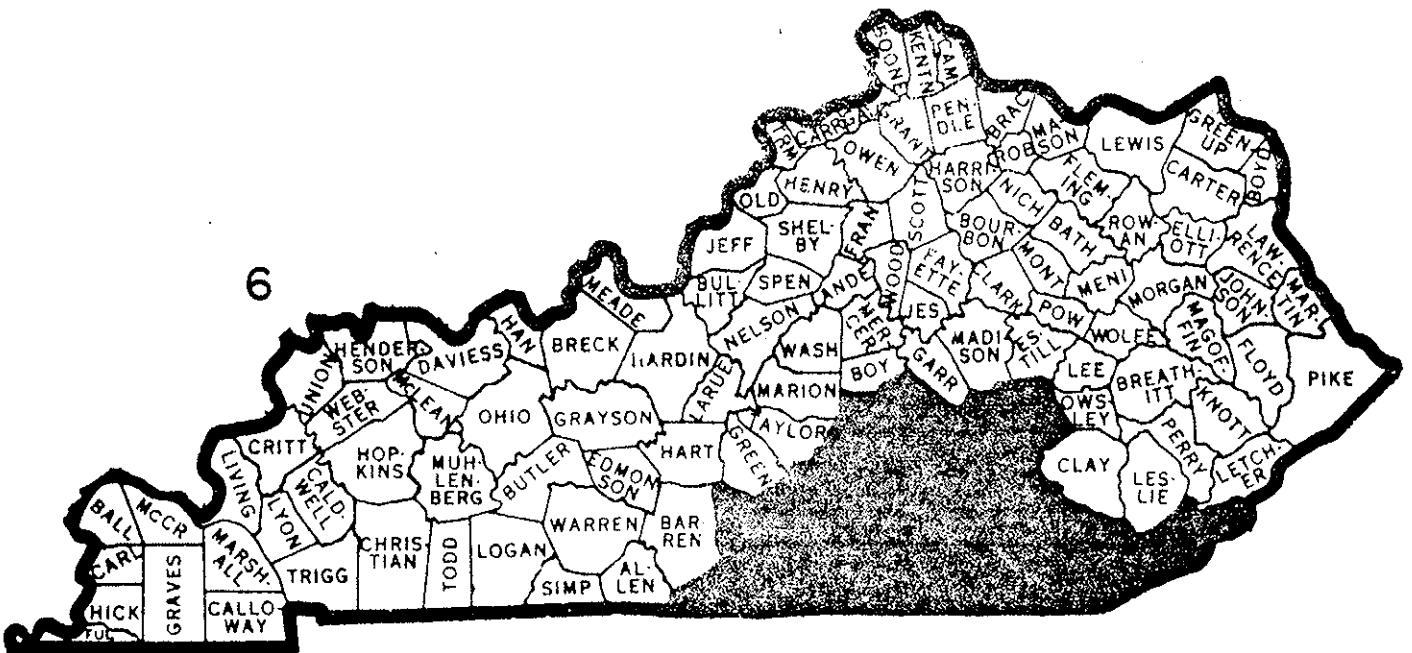 BOONE
KENTN
CAM
PEN-
DLE
GRANT
BRAC
MA-
SON
ROB
LEWIS
GREEN
UP
BOYD
TRM
CARR
GAL
OWEN
HARRI-
SON
FLEM-
ING
CARTER
HENRY
OLD
SCOTT
NICH
ROW-
AN
ELLI-
OTT
LAW-
RENCE
SHEL-
BY
FRAN
BOUR-
BON
BATH
JEFF
6
WOOD
FAY-
ETTE
MONT
MENI
MORGAN
JOHN-
SON
MAR-
TIN
BUL-
LITT
SPEN
ANDE
CLARK
MEADE
JES
POW
WOLFE
MAGOF-
FIN
NELSON
MER-
CER
MADI
SON
ES-
TILL
FLOYD
HAN
BRECK
HARDIN
WASH
HENDER-
SON
DAVIESS
BOY
GARR
LEE
BREATH-
ITT
PIKE
UNION
MCLEAN
LARUE
MARION
OWS-
LEY
KNOTT
WEB-
STER
OHIO
GRAYSON
TAYLOR
PERRY
CRITT
GREEN
LIVING
HOP-
KINS
MUH-
LEN-
BERG
BUTLER
EDMON-
SON
HART
CLAY
LES-
LIE
LETCH-
ER
CALD-
WELL
BALL
MCCR
LYON
WARREN
BAR-
REN
MARSH-
ALL
CARL
CHRIS-
TIAN
TODD
LOGAN
TRIGG
SIMP
AL-
LEN
HICK
GRAVES
CALLO-
WAY
FUL